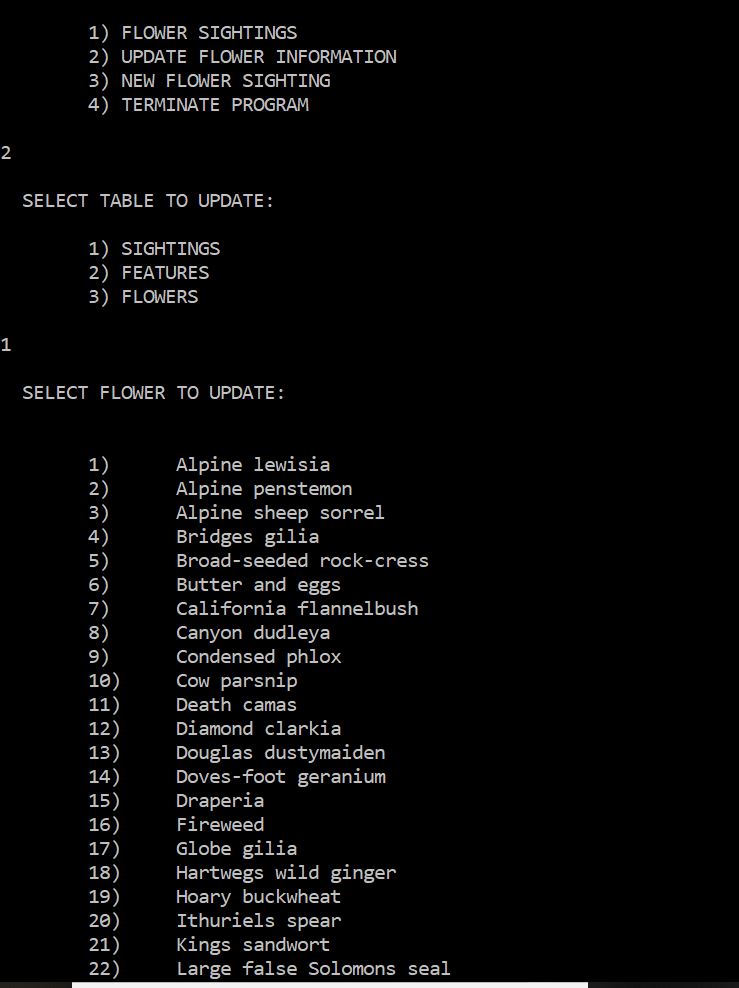 1) FLOWER SIGHTINGS
2) UPDATE FLOWER INFORMATION
3) NEW FLOWER SIGHTING
4) TERMINATE PROGRAM
2
SELECT TABLE TO UPDATE:
1) SIGHTINGS
2) FEATURES
3) FLOWERS
1
SELECT FLOWER TO UPDATE:
1) Alpine lewisia
2) Alpine penstemon
3) Alpine sheep sorrel
4) Bridges gilia
5) Broad-seeded rock-cress
6) Butter and eggs
7) California flannelbush
8) Canyon dudleya
9) Condensed phlox
10) Cow parsnip
11) Death camas
12) Diamond clarkia
13) Douglas dustymaiden
14) Doves-foot geranium
15) Draperia
16) Fireweed
17) Globe gilia
18) Hartwegs wild ginger
19) Hoary buckwheat
20) Ithuriels spear
21) Kings sandwort
22) Large false Solomons seal